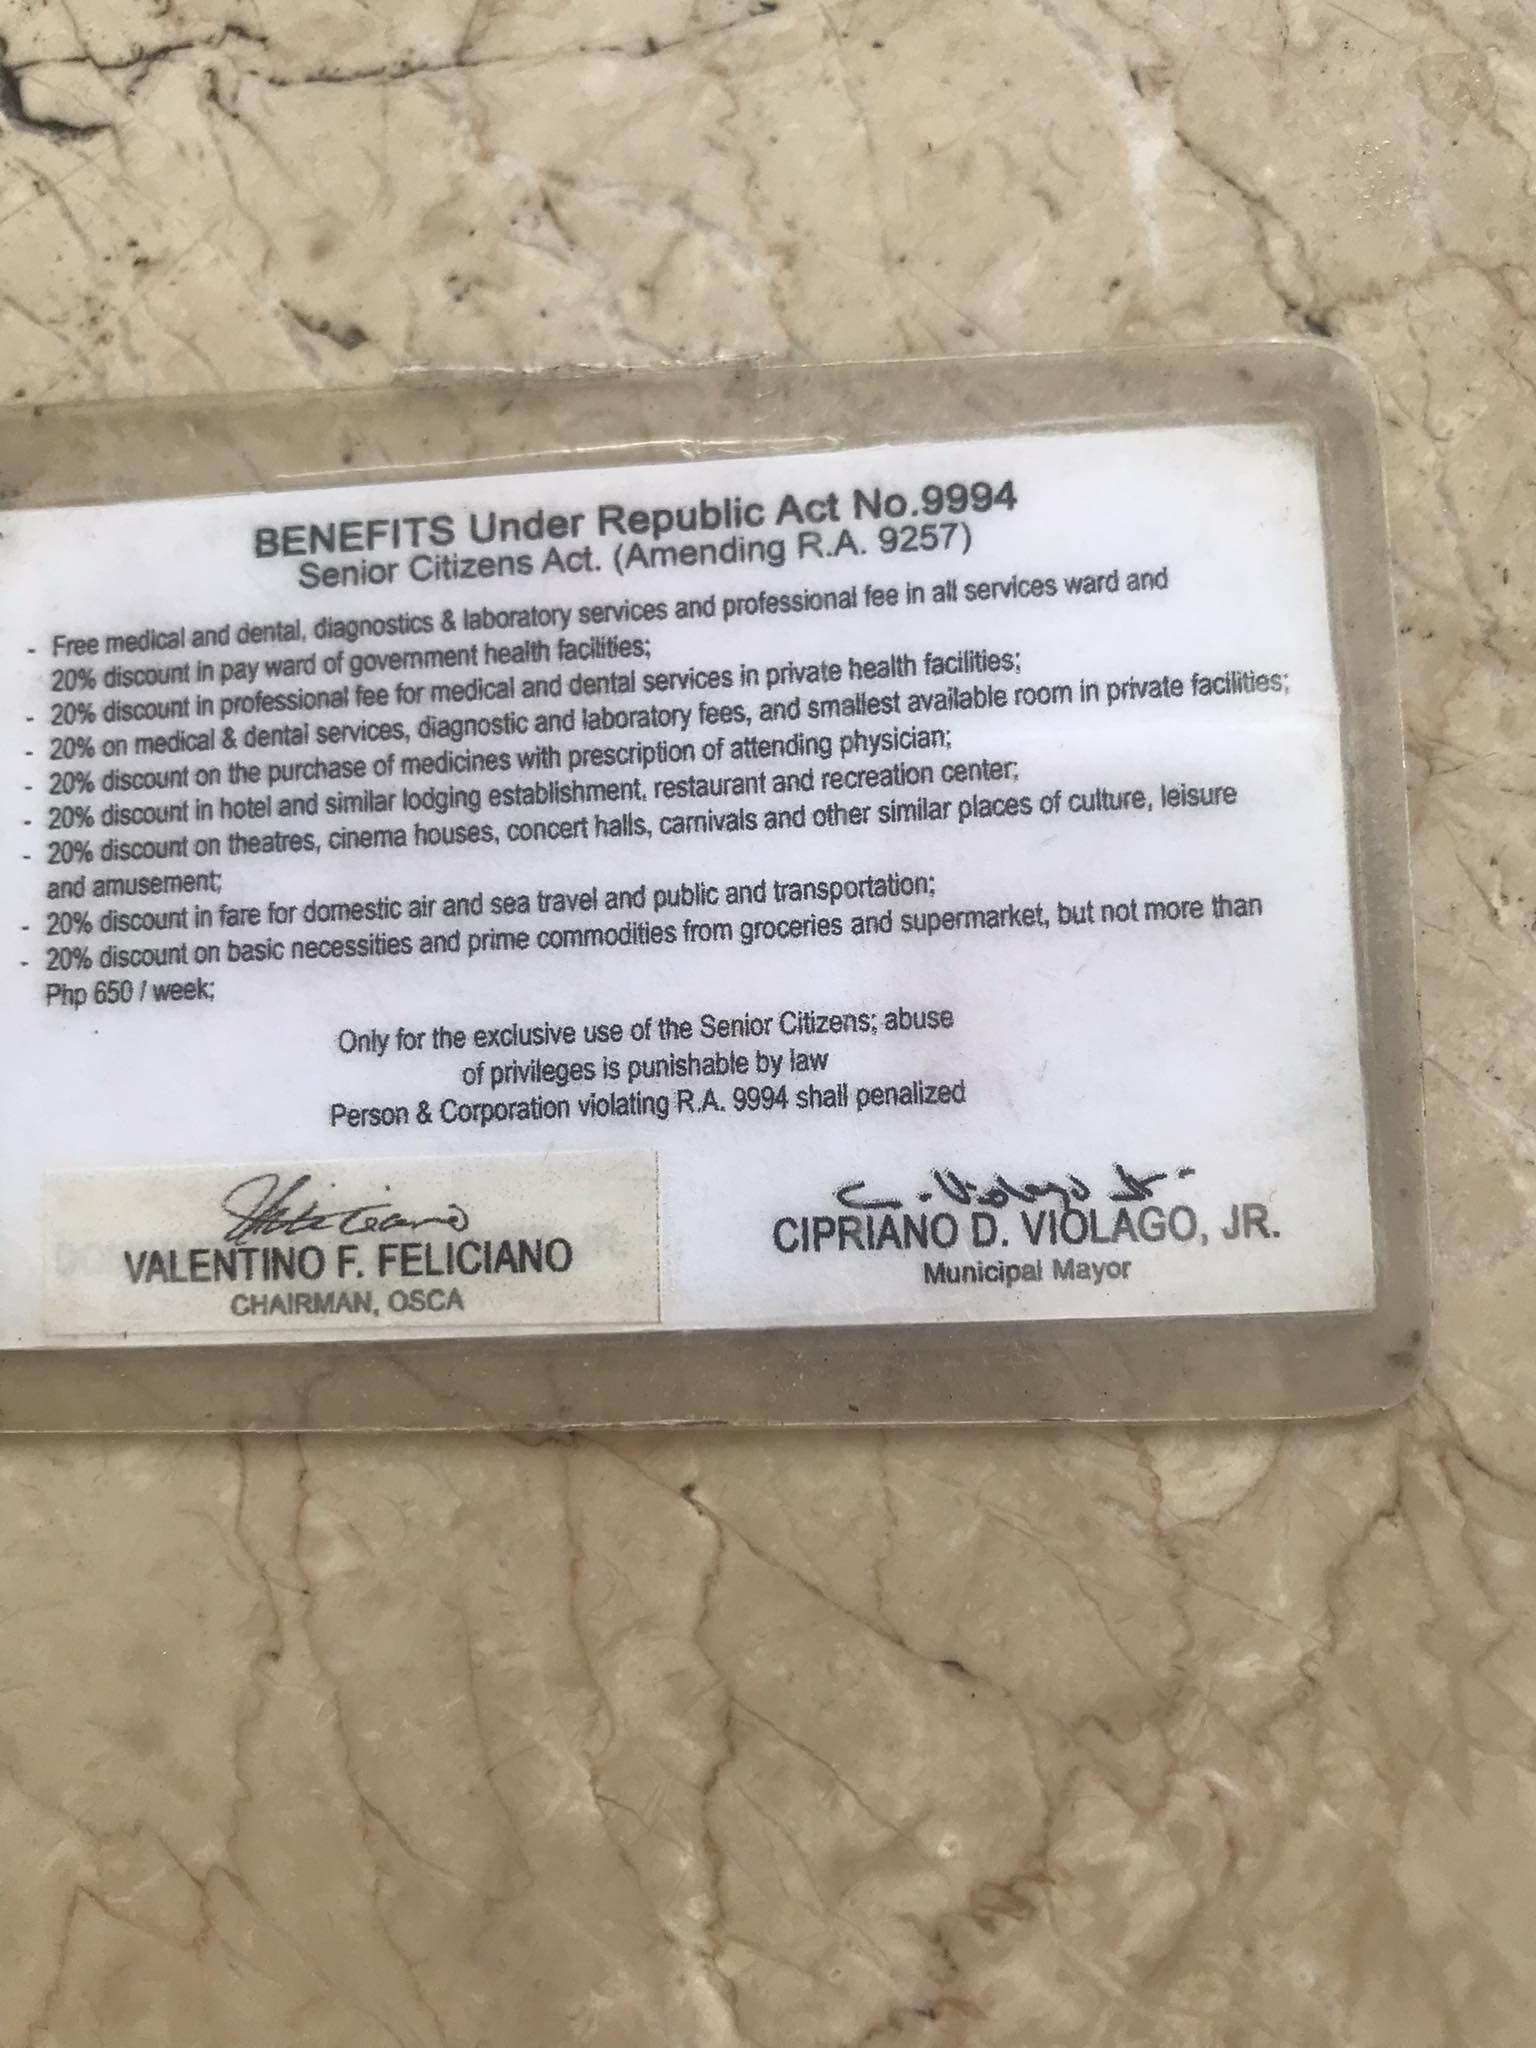 BENEFITS Under Republic Act No.9994
Senior Citizens Act. (Amending R.A. 9257)
- Free medical and dental, diagnostics & laboratory services and professional fee in all services ward and
20% discount in pay ward of government health facilities;
- 20% discount in professional fee for medical and dental services in private health facilities;
- 20% on medical & dental services, diagnostic and laboratory fees, and smallest available room in private facilities;
- 20% discount on the purchase of medicines with prescription of attending physician;
- 20% discount in hotel and similar lodging establishment, restaurant and recreation center;
- 20% discount on theatres, cinema houses, concert halls, carnivals and other similar places of culture, leisure
and amusement;
- 20% discount in fare for domestic air and sea travel and public and transportation;
- 20% discount on basic necessities and prime commodities from groceries and supermarket, but not more than
Php 650 / week;
Only for the exclusive use of the Senior Citizens; abuse
of privileges is punishable by law
Person & Corporation violating R.A. 9994 shall penalized
VALENTINO F. FELICIANO
CHAIRMAN, OSCA
C. Violago Jr.
CIPRIANO D. VIOLAGO, JR.
Municipal Mayor